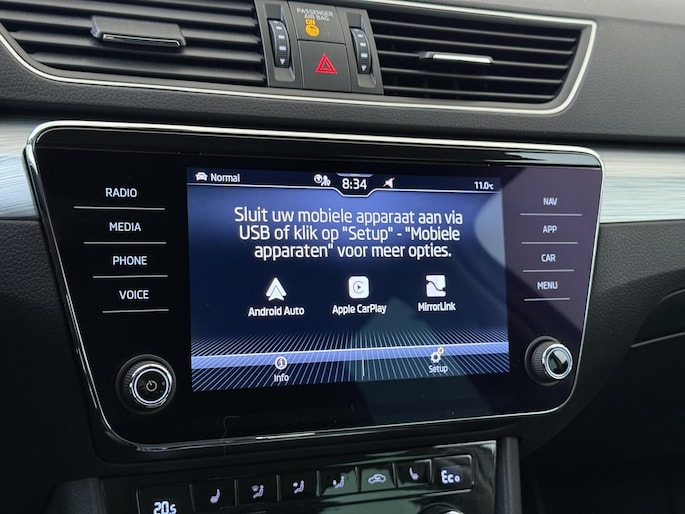 PASSENGER
AIR BAG
ON
RADIO
MEDIA
PHONE
VOICE
Normal
8:34
11.0°C
Sluit uw mobiele apparaat aan via
USB of klik op "Setup" - "Mobiele
apparaten" voor meer opties.
Android Auto
Apple CarPlay
MirrorLink
Info
Setup
NAV
APP
CAR
MENU
20.5
Eco